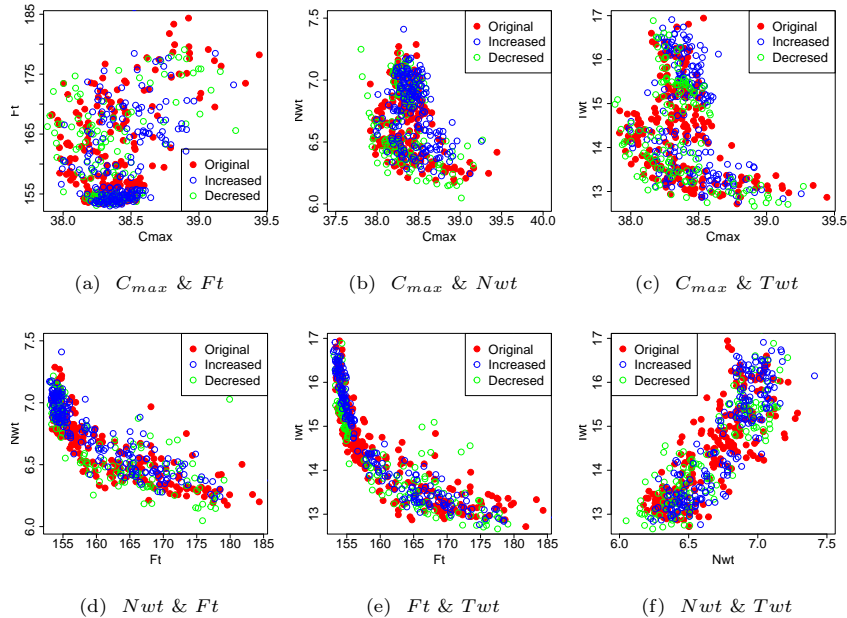 185
175
165
155
Ft
Original
Increased
Decresed
38.0 38.5 39.0 39.5
Cmax
(a) Cmax & Ft
7.5
7.0
6.5
6.0
Nwt
Original
Increased
Decresed
37.5 38.0 38.5 39.0 39.5 40.0
Cmax
(b) Cmax & Nwt
17
16
15
14
13
Twt
Original
Increased
Decresed
38.0 38.5 39.0 39.5
Cmax
(c) Cmax & Twt
7.5
7.0
6.5
6.0
Nwt
Original
Increased
Decresed
155 160 165 170 175 180 185
Ft
(d) Nwt & Ft
17
16
15
14
13
Twt
Original
Increased
Decresed
155 160 165 170 175 180 185
Ft
(e) Ft & Twt
17
16
15
14
13
Twt
Original
Increased
Decresed
6.0 6.5 7.0 7.5
Nwt
(f) Nwt & Twt